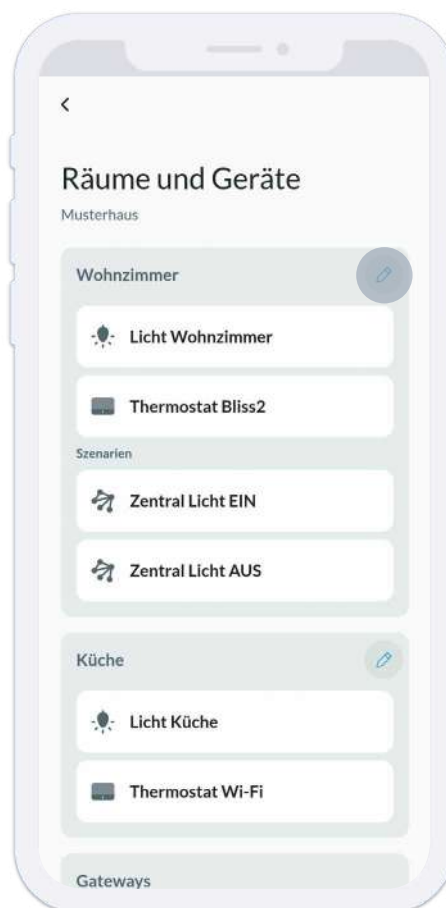 Räume und Geräte
Musterhaus
Wohnzimmer
Licht Wohnzimmer
Thermostat Bliss2
Szenarien
Zentral Licht EIN
Zentral Licht AUS
Küche
Licht Küche
Thermostat Wi-Fi
Gateways